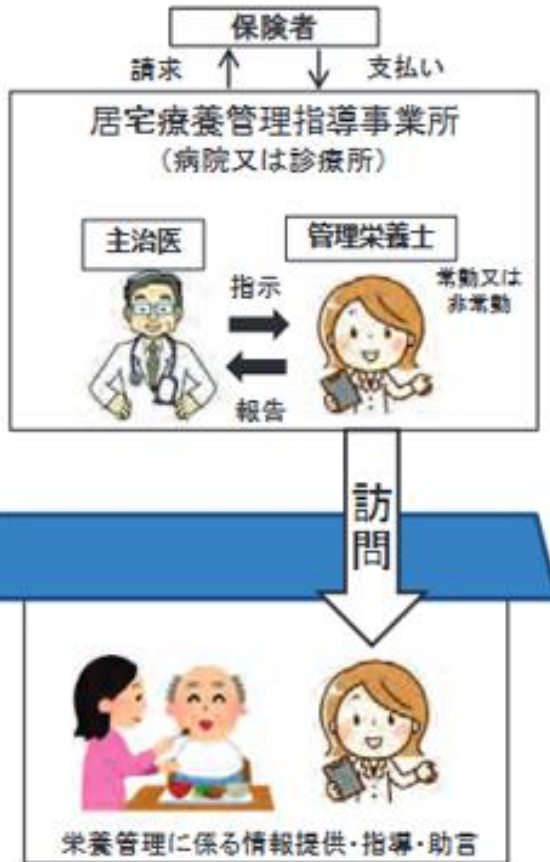 保険者
請求
支払い
居宅療養管理指導事業所
（病院又は診療所）
主治医
管理栄養士
常勤又は
非常勤
指示
報告
訪問
栄養管理に係る情報提供・指導・助言